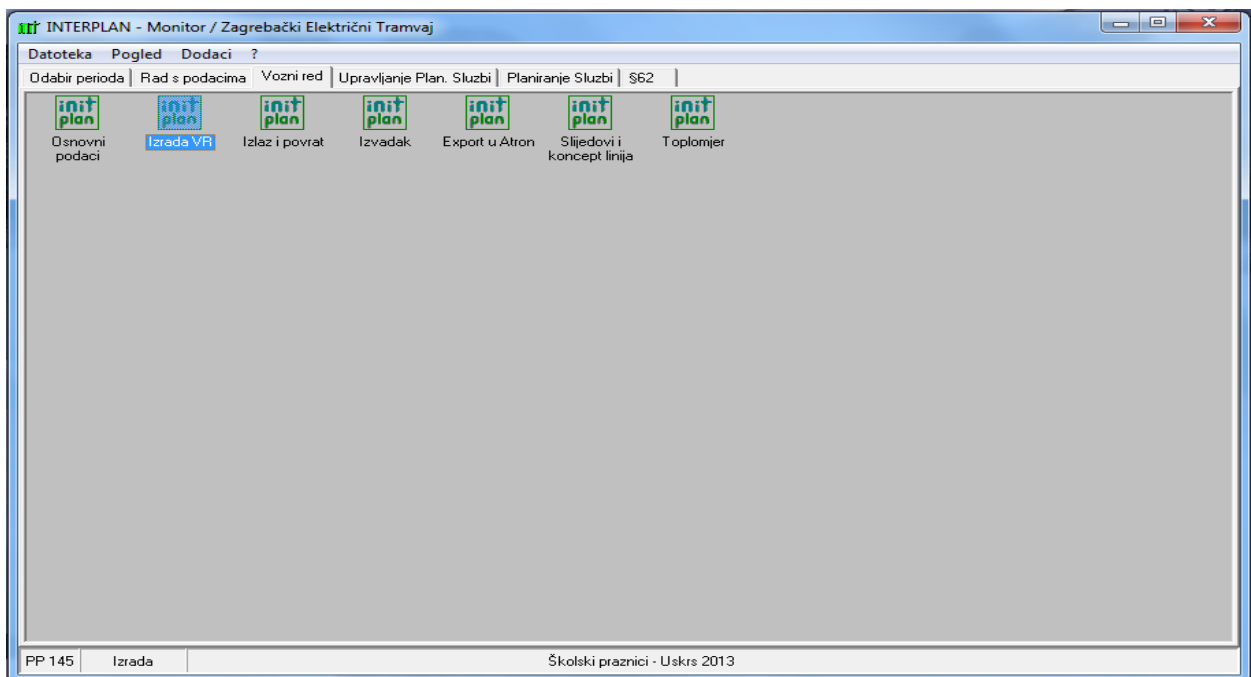 INTERPLAN - Monitor / Zagrebački Električni Tramvaj
Datoteka Pogled Dodaci ?
Odabir perioda Rad s podacima Vozni red Upravljanje Plan. Sluzbi Planiranje Sluzbi §62
init plan init plan init plan init plan init plan init plan init plan
Osnovni podaci Izrada VR Izlaz i povrat Izvadak Export u Atron Slijedovi i koncept linija Toplomjer
PP 145 Izrada Školski praznici - Uskrs 2013